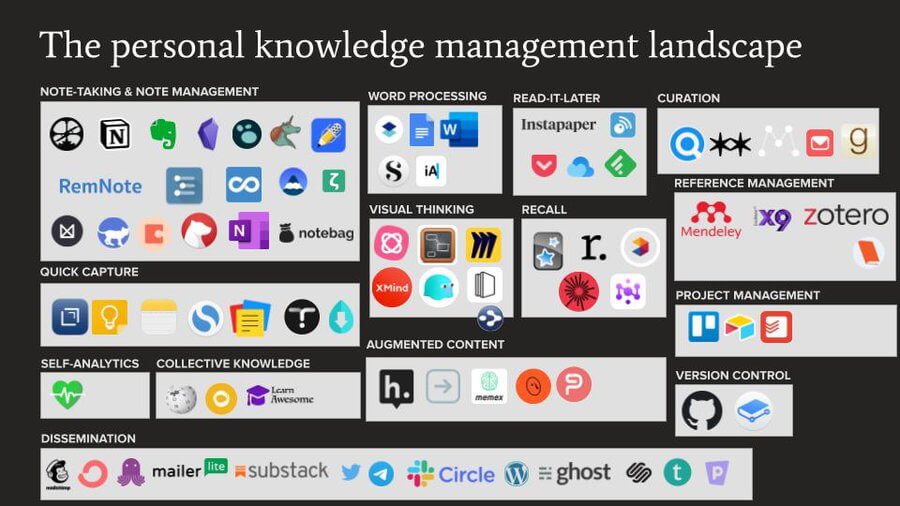 The personal knowledge management landscape
NOTE-TAKING & NOTE MANAGEMENT
RemNote
notebag
QUICK CAPTURE
SELF-ANALYTICS
COLLECTIVE KNOWLEDGE
Learn
Awesome
WORD PROCESSING
W
iA
READ-IT-LATER
Instapaper
CURATION
g
VISUAL THINKING
XMind
RECALL
r.
REFERENCE MANAGEMENT
Mendeley
X9
zotero
PROJECT MANAGEMENT
AUGMENTED CONTENT
h.
memex
VERSION CONTROL
DISSEMINATION
mailchimp
mailer lite
substack
Circle
ghost
t